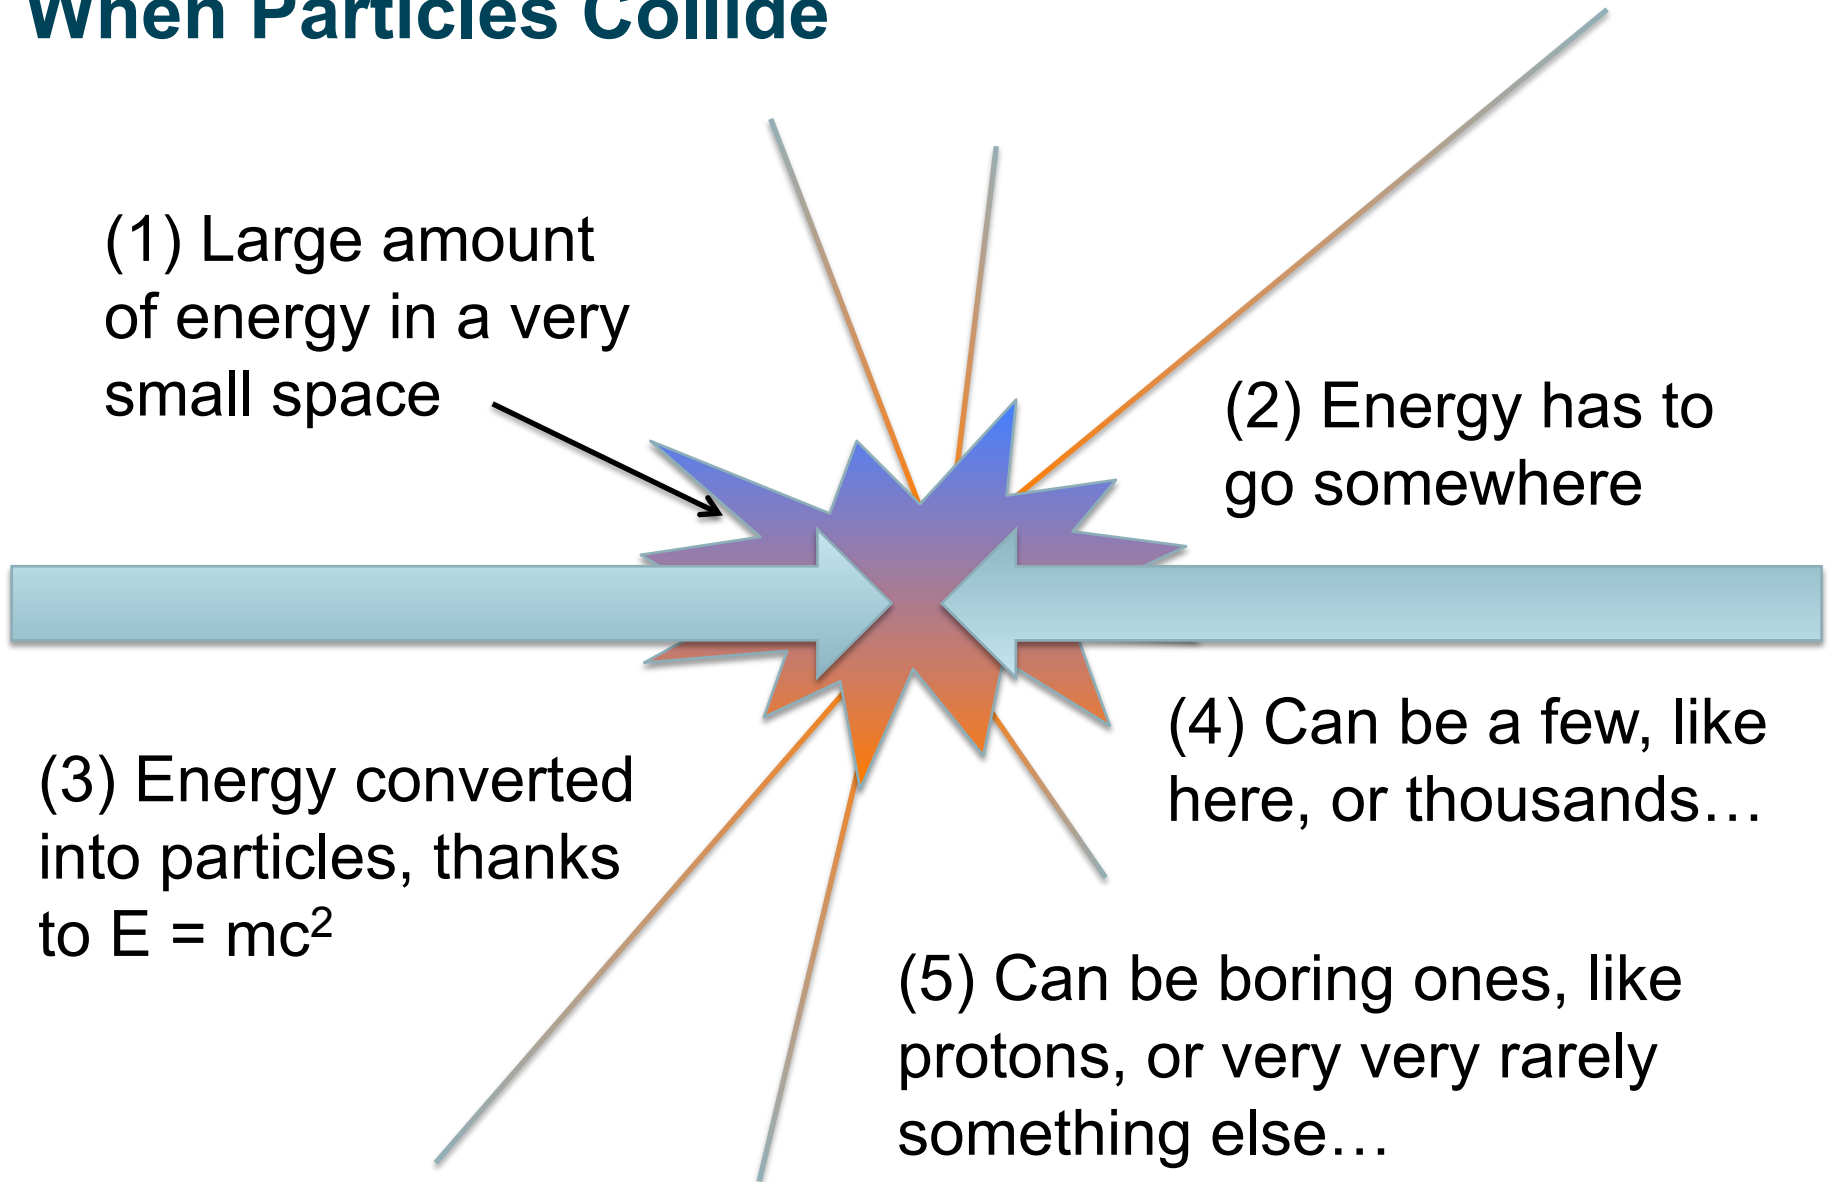 When Particles Collide
(1) Large amount
of energy in a very
small space
(2) Energy has to
go somewhere
(3) Energy converted
into particles, thanks
to E = mc²
(4) Can be a few, like
here, or thousands…
(5) Can be boring ones, like
protons, or very very rarely
something else…